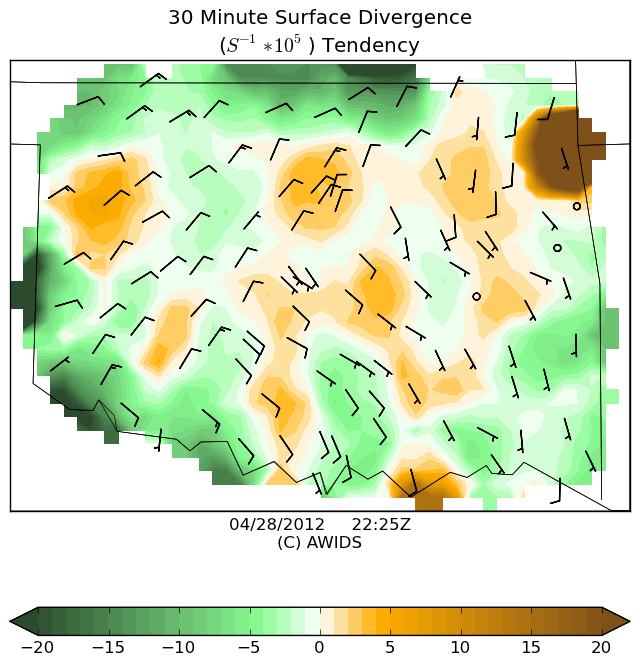 30 Minute Surface Divergence
(S⁻¹ ∗10⁵ ) Tendency
04/28/2012 22:25Z
(C) AWIDS
−20 −15 −10 −5 0 5 10 15 20